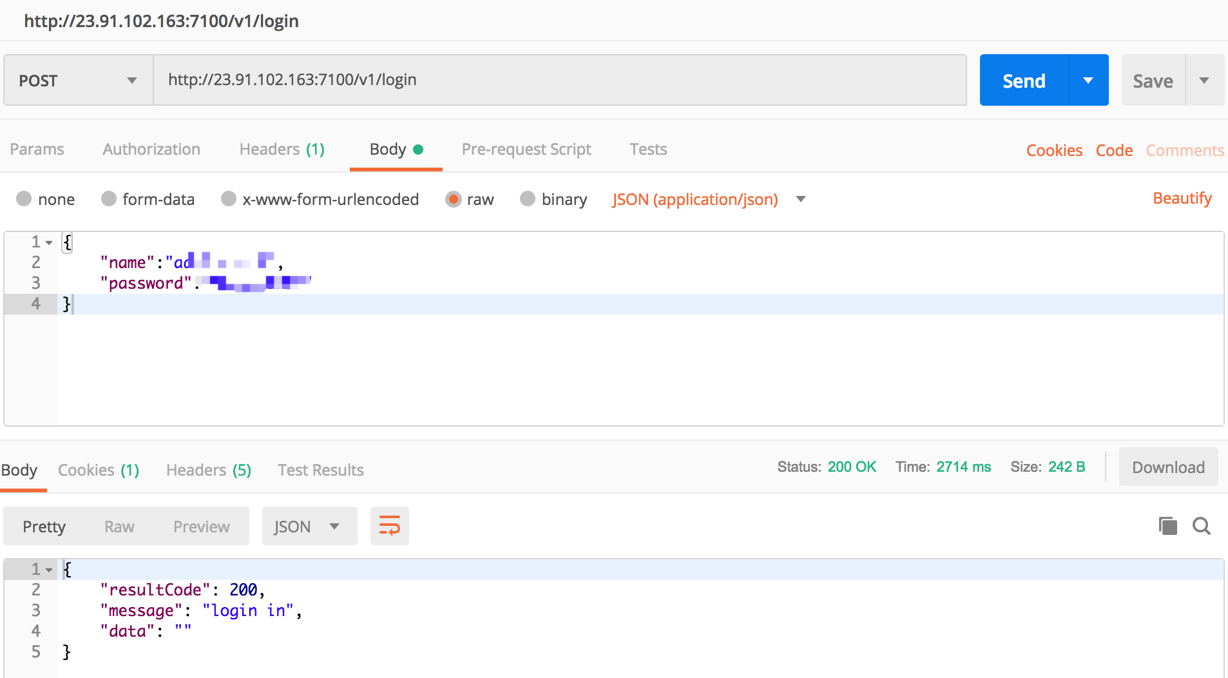 http://23.91.102.163:7100/v1/login
POST http://23.91.102.163:7100/v1/login Send Save
Params Authorization Headers (1) Body Pre-request Script Tests Cookies Code Comments
none form-data x-www-form-urlencoded raw binary JSON (application/json) Beautify
1 {
2 "name":"ad ,
3 "password"
4 }
Body Cookies (1) Headers (5) Test Results Status: 200 OK Time: 2714 ms Size: 242 B Download
Pretty Raw Preview JSON
1 {
2 "resultCode": 200,
3 "message": "login in",
4 "data": ""
5 }